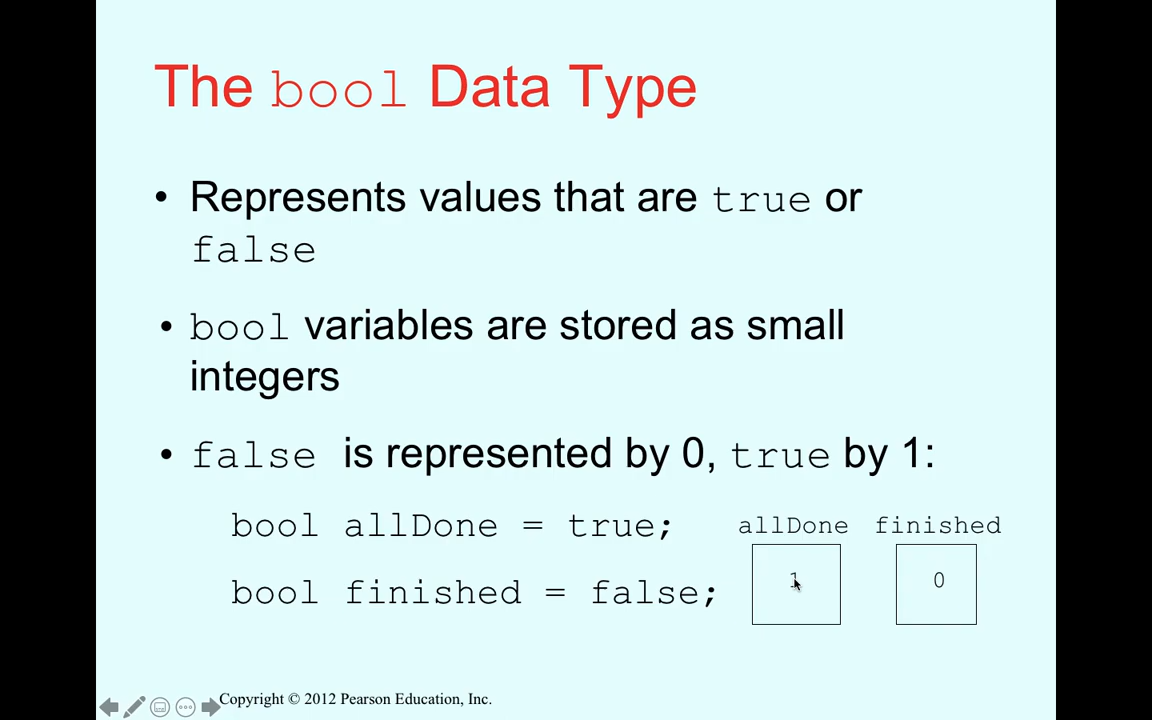 The bool Data Type
• Represents values that are true or
false
• bool variables are stored as small
integers
• false is represented by 0, true by 1:
bool allDone = true;
bool finished = false;
allDone finished
1 0
Copyright © 2012 Pearson Education, Inc.